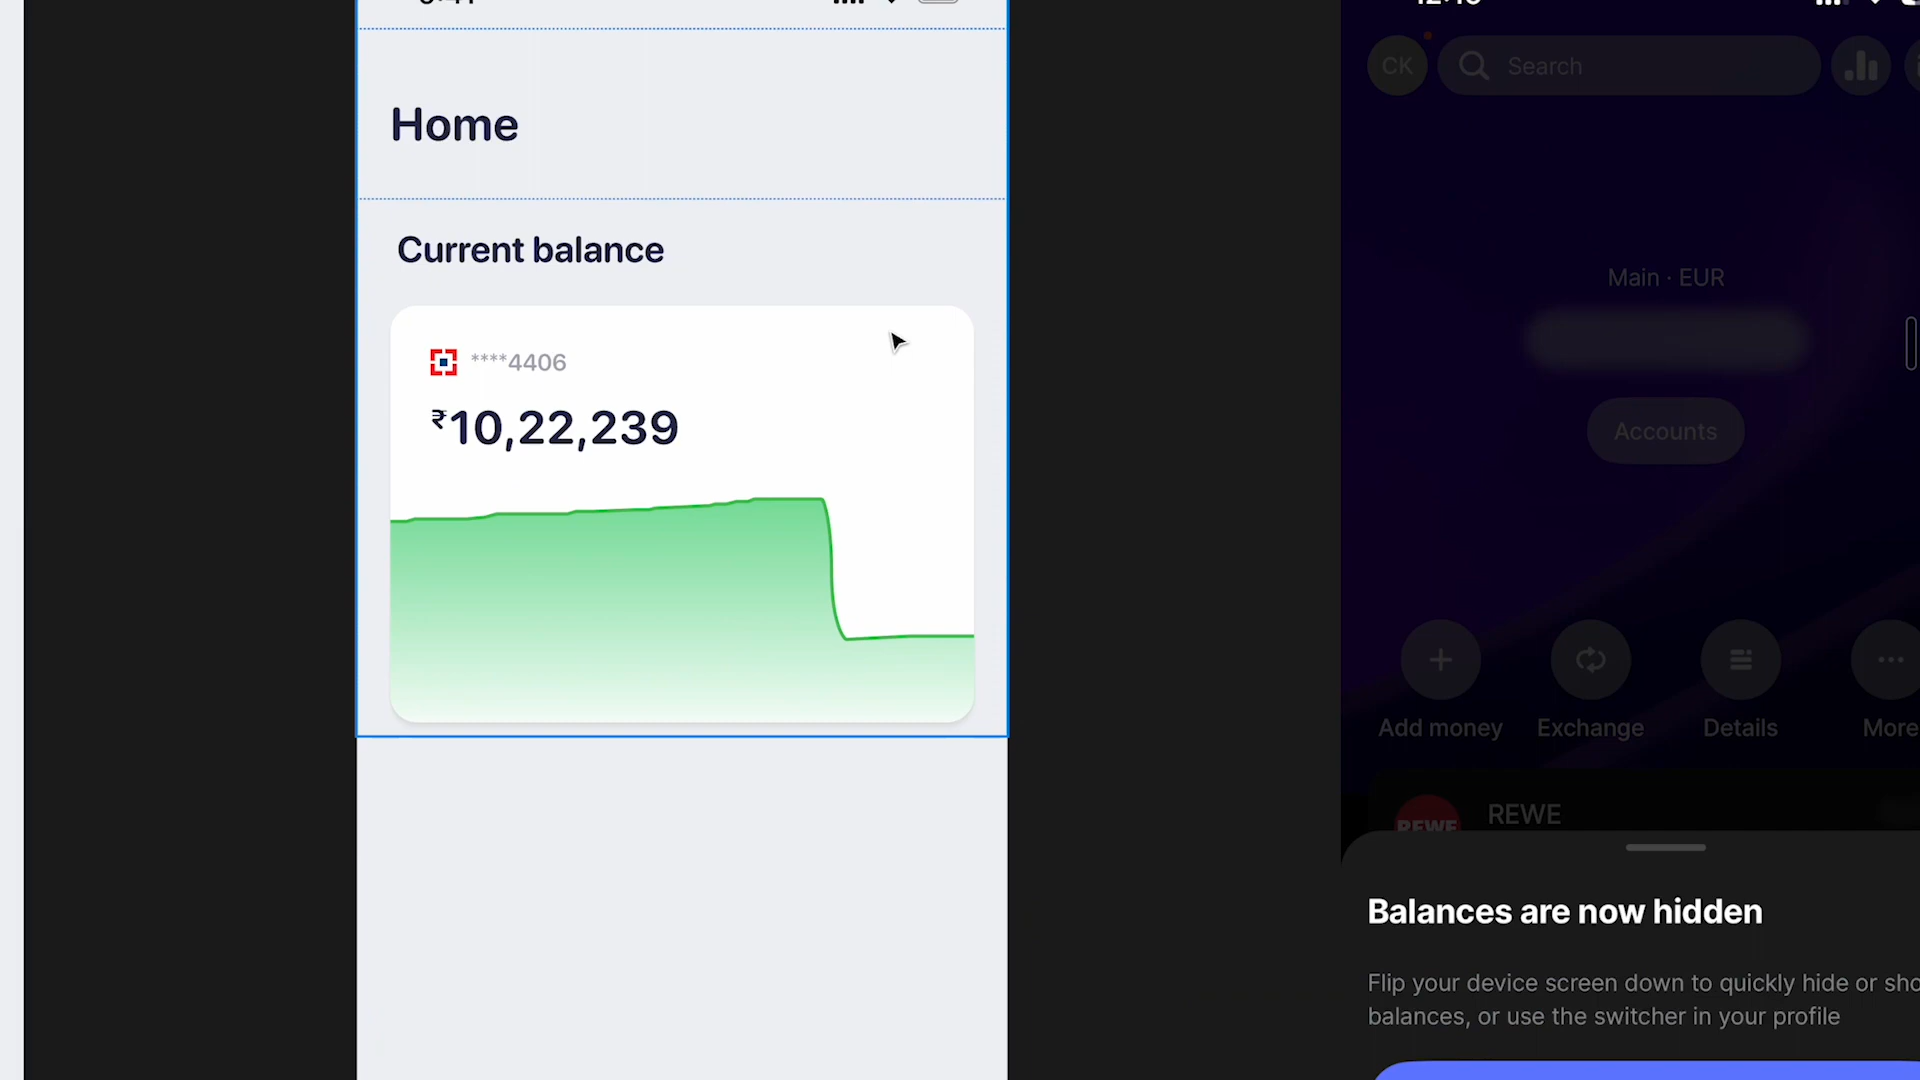 Home
Current balance
****4406
₹10,22,239
CK
Search
Main · EUR
Accounts
Add money
Exchange
Details
More
REWE
REWE
Balances are now hidden
Flip your device screen down to quickly hide or sho
balances, or use the switcher in your profile